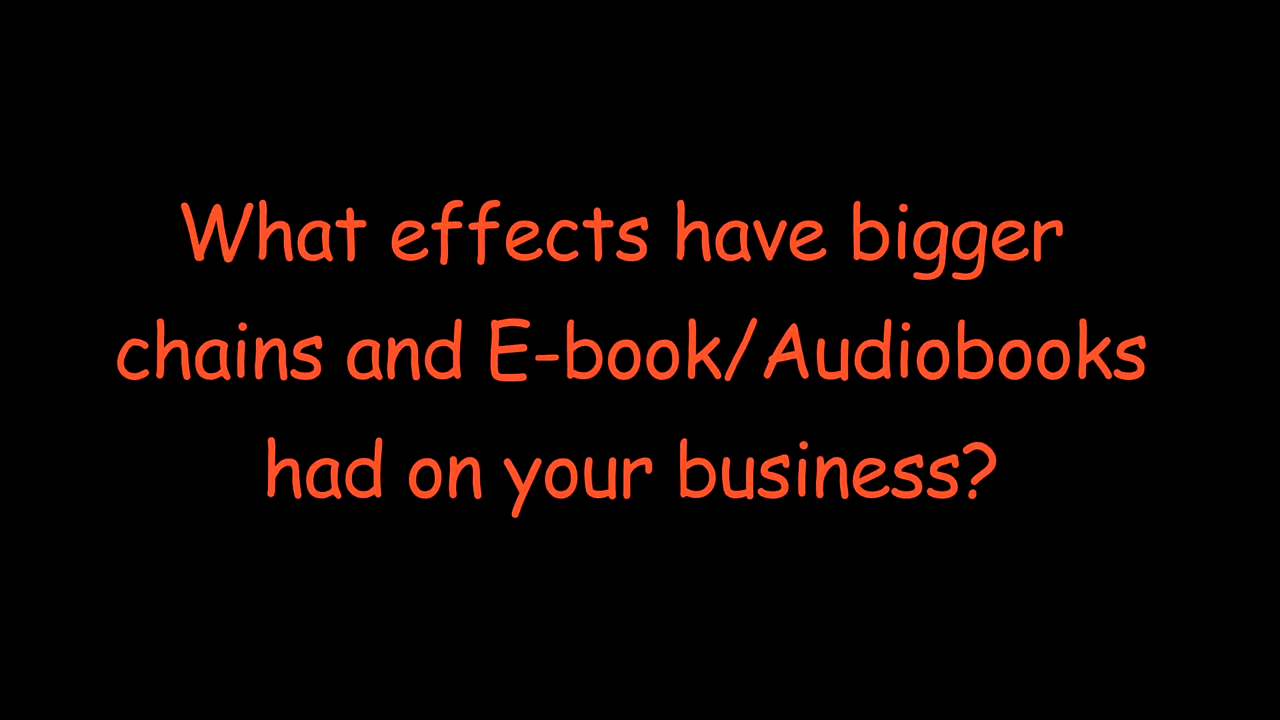 What effects have bigger
chains and E-book/Audiobooks
had on your business?